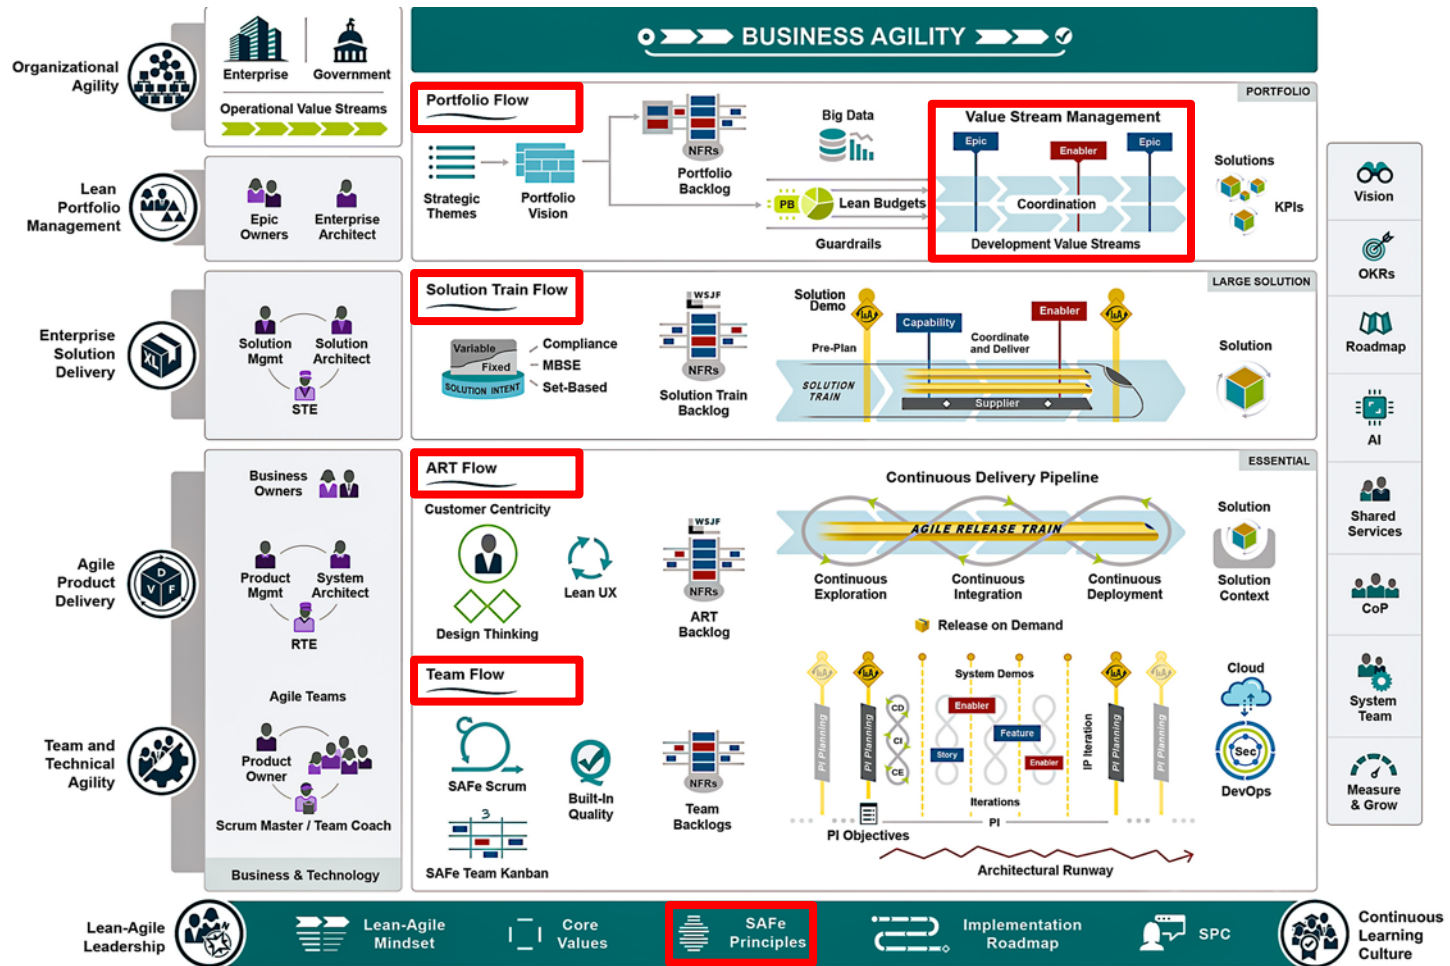 BUSINESS AGILITY
Organizational
Agility
Enterprise
Government
Operational Value Streams
Lean
Portfolio
Management
Epic
Owners
Enterprise
Architect
PORTFOLIO
Portfolio Flow
Strategic
Themes
Portfolio
Vision
NFRs
Portfolio
Backlog
Big Data
PB
Lean Budgets
Guardrails
Value Stream Management
Epic
Enabler
Epic
Coordination
Development Value Streams
Solutions
KPIs
Enterprise
Solution
Delivery
XL
Solution
Mgmt
Solution
Architect
STE
LARGE SOLUTION
Solution Train Flow
Variable
Fixed
SOLUTION INTENT
Compliance
MBSE
Set-Based
WSJF
NFRs
Solution Train
Backlog
Solution
Demo
I&A
Pre-Plan
Capability
Coordinate
and Deliver
Enabler
I&A
SOLUTION
TRAIN
Supplier
Solution
Agile
Product
Delivery
D
V
F
Business
Owners
Product
Mgmt
System
Architect
RTE
ESSENTIAL
ART Flow
Customer Centricity
Lean UX
Design Thinking
WSJF
NFRs
ART
Backlog
Continuous Delivery Pipeline
AGILE RELEASE TRAIN
Continuous
Exploration
Continuous
Integration
Continuous
Deployment
Release on Demand
Solution
Solution
Context
Team and
Technical
Agility
Agile Teams
Product
Owner
Scrum Master / Team Coach
Business & Technology
Team Flow
SAFe Scrum
Built-In
Quality
3
SAFe Team Kanban
NFRs
Team
Backlogs
I&A
I&A
I&A
I&A
PI Planning
PI Planning
PI Planning
PI Planning
System Demos
CD
CI
CE
Enabler
Story
Feature
Enabler
IP Iteration
Iterations
PI
PI Objectives
Architectural Runway
Cloud
Sec
DevOps
Vision
OKRs
Roadmap
AI
Shared
Services
CoP
System
Team
Measure
& Grow
Lean-Agile
Leadership
Lean-Agile
Mindset
Core
Values
SAFe
Principles
Implementation
Roadmap
SPC
Continuous
Learning
Culture